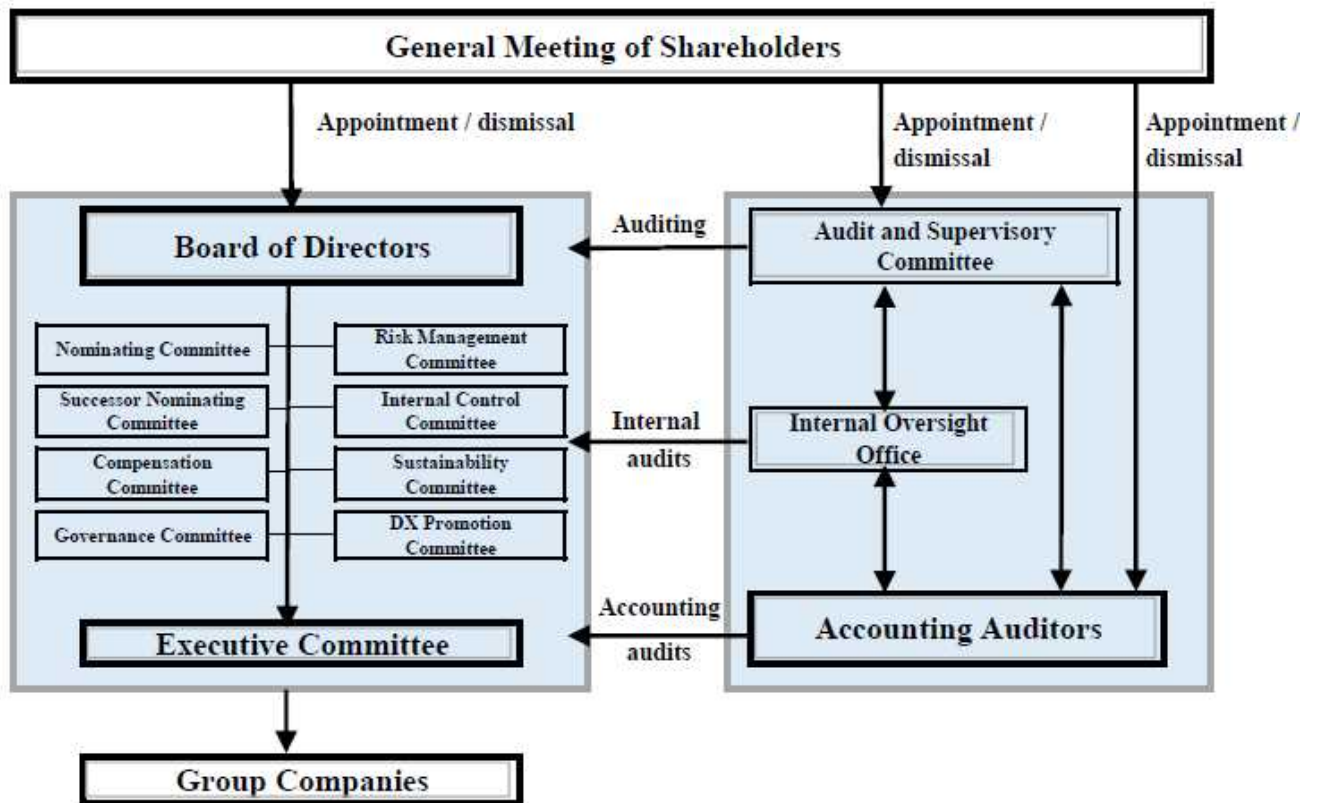 General Meeting of Shareholders
Appointment / dismissal
Appointment /
dismissal
Appointment /
dismissal
Board of Directors
Auditing
Audit and Supervisory
Committee
Nominating Committee
Risk Management
Committee
Successor Nominating
Committee
Internal Control
Committee
Internal
audits
Internal Oversight
Office
Compensation
Committee
Sustainability
Committee
Governance Committee
DX Promotion
Committee
Executive Committee
Accounting
audits
Accounting Auditors
Group Companies